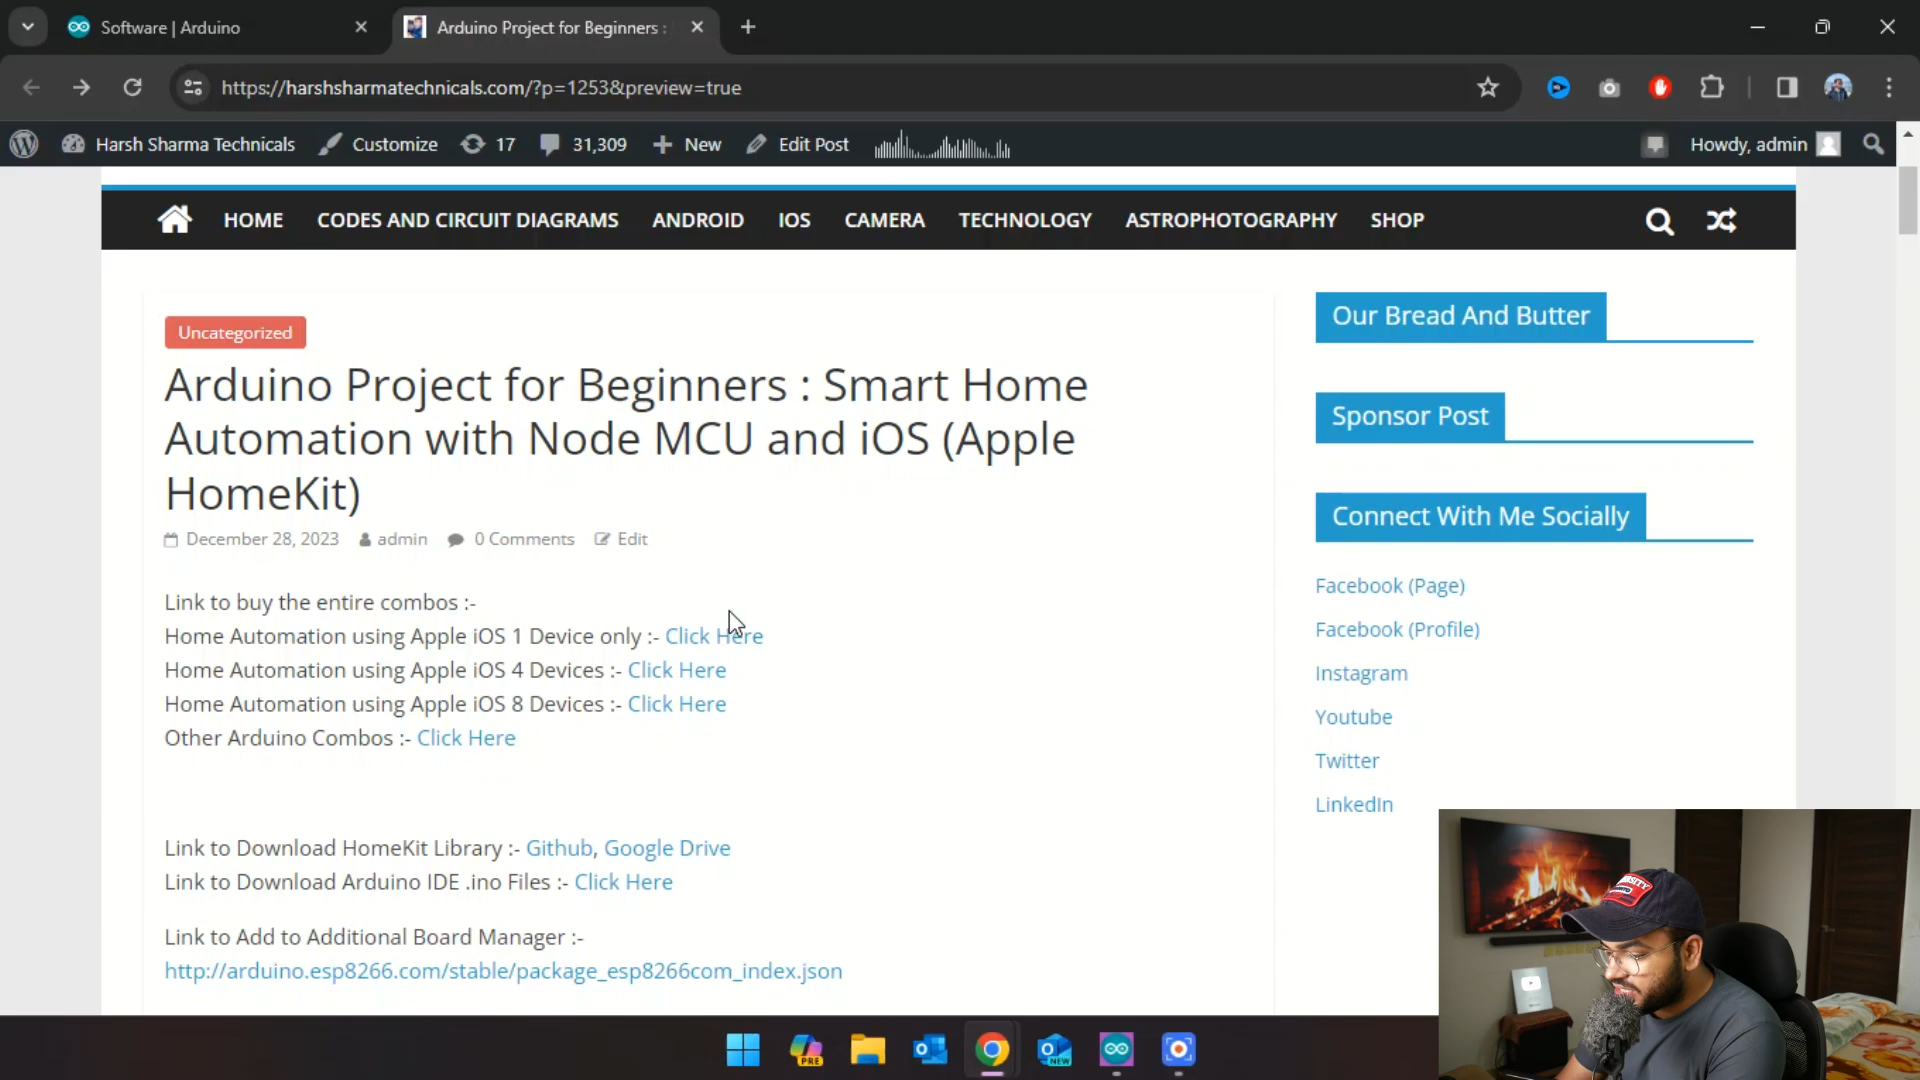 Software | Arduino
Arduino Project for Beginners :
https://harshsharmatechnicals.com/?p=1253&preview=true
Harsh Sharma Technicals Customize 17 31,309 New Edit Post Howdy, admin
HOME CODES AND CIRCUIT DIAGRAMS ANDROID IOS CAMERA TECHNOLOGY ASTROPHOTOGRAPHY SHOP
Uncategorized
Arduino Project for Beginners : Smart Home
Automation with Node MCU and iOS (Apple
HomeKit)
December 28, 2023 admin 0 Comments Edit
Link to buy the entire combos :-
Home Automation using Apple iOS 1 Device only :- Click Here
Home Automation using Apple iOS 4 Devices :- Click Here
Home Automation using Apple iOS 8 Devices :- Click Here
Other Arduino Combos :- Click Here
Link to Download HomeKit Library :- Github, Google Drive
Link to Download Arduino IDE .ino Files :- Click Here
Link to Add to Additional Board Manager :-
http://arduino.esp8266.com/stable/package_esp8266com_index.json
Our Bread And Butter
Sponsor Post
Connect With Me Socially
Facebook (Page)
Facebook (Profile)
Instagram
Youtube
Twitter
LinkedIn
PRE
NEW